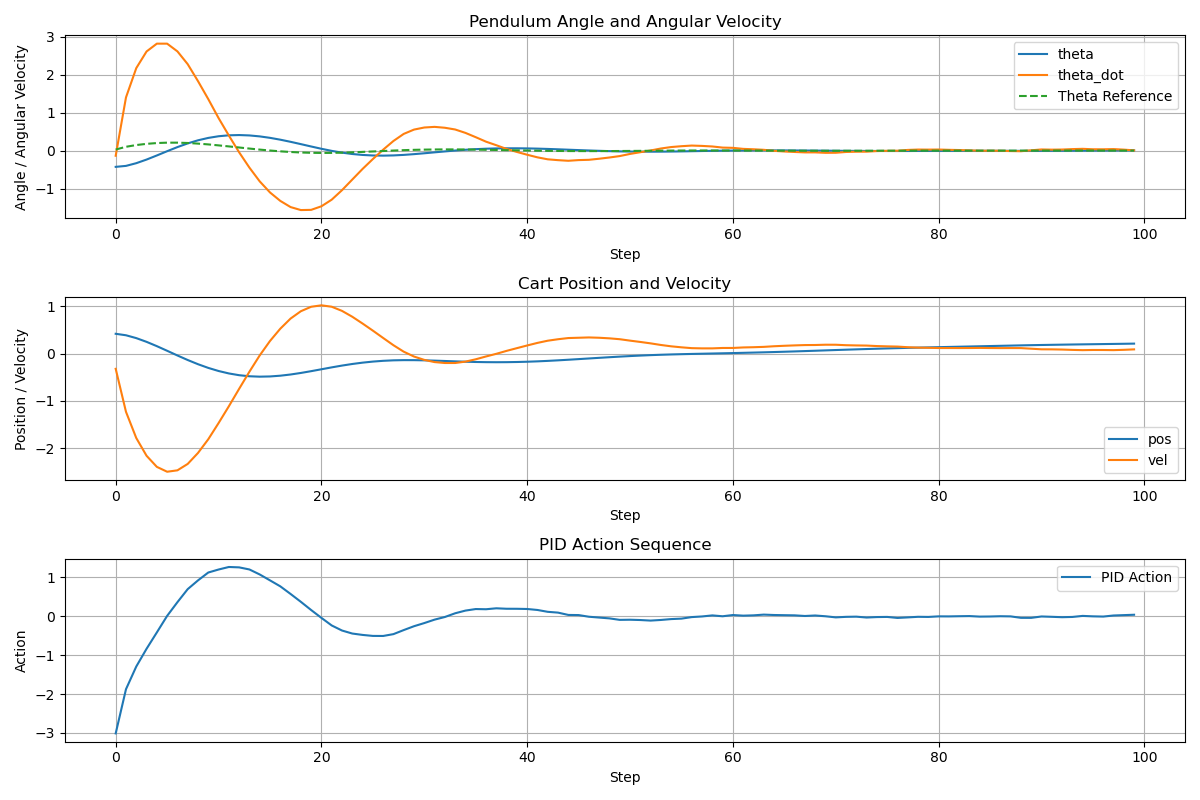 Pendulum Angle and Angular Velocity
Angle / Angular Velocity
3
2
1
0
−1
theta
theta_dot
Theta Reference
0 20 40 60 80 100
Step
Cart Position and Velocity
Position / Velocity
1
0
−1
−2
pos
vel
0 20 40 60 80 100
Step
PID Action Sequence
Action
1
0
−1
−2
−3
PID Action
0 20 40 60 80 100
Step